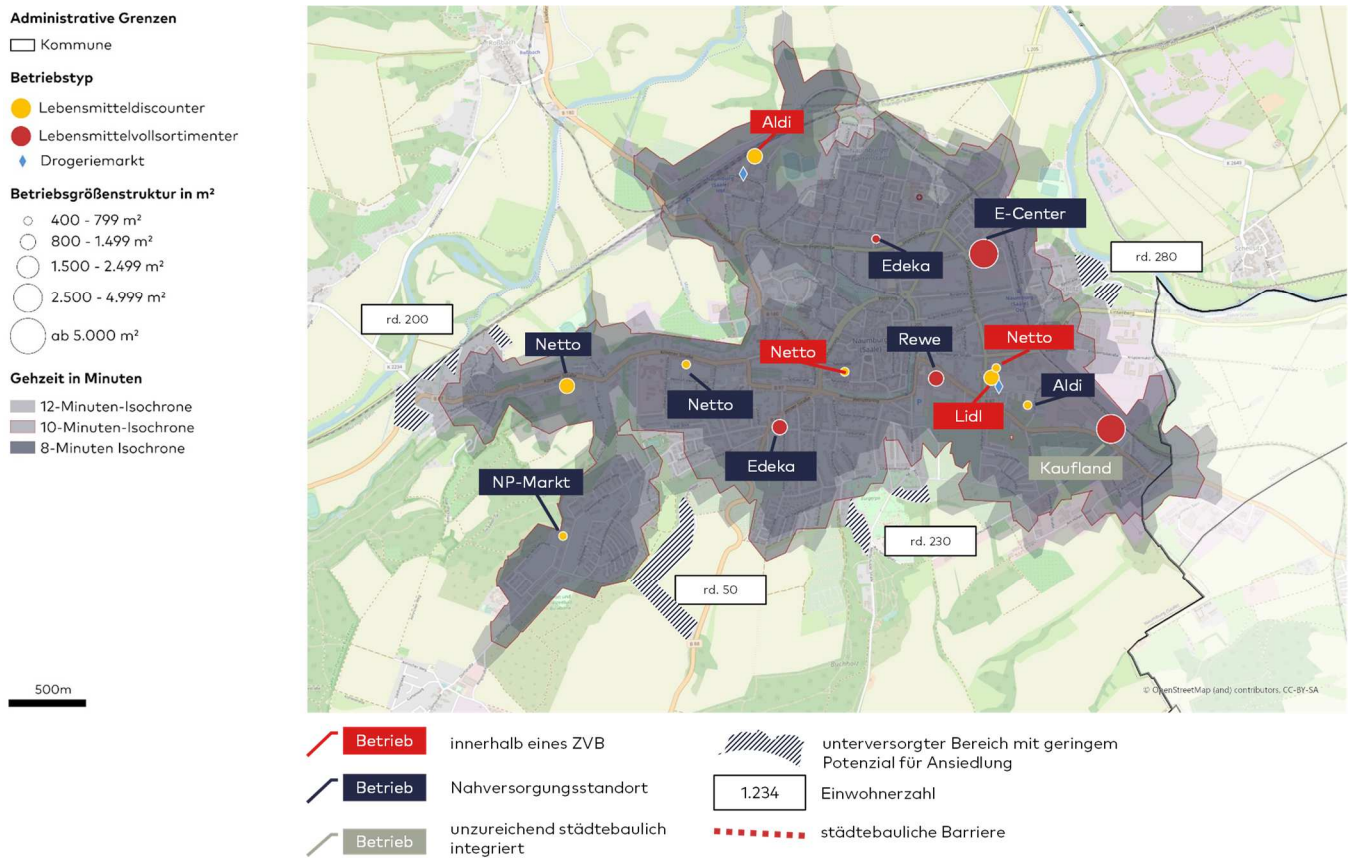 Administrative Grenzen
Kommune
Betriebstyp
Lebensmitteldiscounter
Lebensmittelvollsortimenter
Drogeriemarkt
Betriebsgrößenstruktur in m²
400 - 799 m²
800 - 1.499 m²
1.500 - 2.499 m²
2.500 - 4.999 m²
ab 5.000 m²
Gehzeit in Minuten
12-Minuten-Isochrone
10-Minuten-Isochrone
8-Minuten Isochrone
500m
Aldi
E-Center
Edeka
rd. 280
rd. 200
Netto
Netto
Rewe
Netto
Netto
Aldi
Lidl
Edeka
Kaufland
NP-Markt
rd. 230
rd. 50
© OpenStreetMap (and) contributors, CC-BY-SA
Betrieb innerhalb eines ZVB
Betrieb Nahversorgungsstandort
Betrieb unzureichend städtebaulich
integriert
unterversorgter Bereich mit geringem
Potenzial für Ansiedlung
1.234 Einwohnerzahl
städtebauliche Barriere